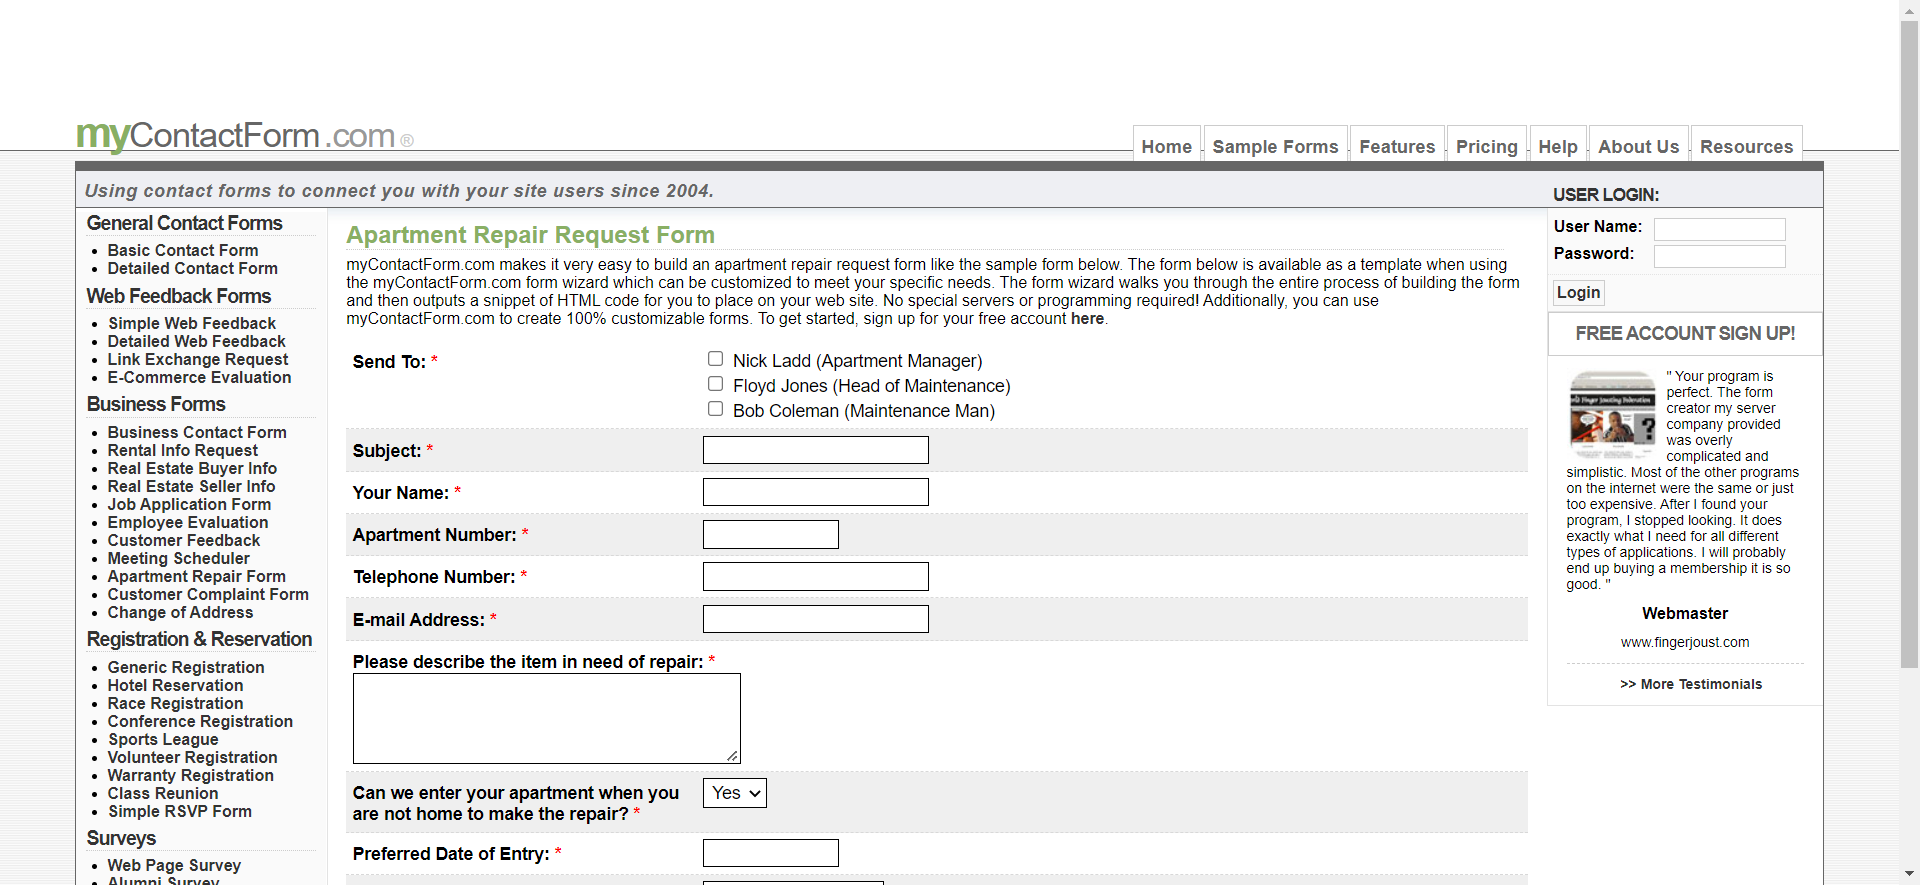 myContactForm.com®
Home
Sample Forms
Features
Pricing
Help
About Us
Resources
Using contact forms to connect you with your site users since 2004.
USER LOGIN:
General Contact Forms
Basic Contact Form
Detailed Contact Form
Web Feedback Forms
Simple Web Feedback
Detailed Web Feedback
Link Exchange Request
E-Commerce Evaluation
Business Forms
Business Contact Form
Rental Info Request
Real Estate Buyer Info
Real Estate Seller Info
Job Application Form
Employee Evaluation
Customer Feedback
Meeting Scheduler
Apartment Repair Form
Customer Complaint Form
Change of Address
Registration & Reservation
Generic Registration
Hotel Reservation
Race Registration
Conference Registration
Sports League
Volunteer Registration
Warranty Registration
Class Reunion
Simple RSVP Form
Surveys
Web Page Survey
Alumni Survey
Apartment Repair Request Form
myContactForm.com makes it very easy to build an apartment repair request form like the sample form below. The form below is available as a template when using
the myContactForm.com form wizard which can be customized to meet your specific needs. The form wizard walks you through the entire process of building the form
and then outputs a snippet of HTML code for you to place on your web site. No special servers or programming required! Additionally, you can use
myContactForm.com to create 100% customizable forms. To get started, sign up for your free account here.
Send To: *
Nick Ladd (Apartment Manager)
Floyd Jones (Head of Maintenance)
Bob Coleman (Maintenance Man)
Subject: *
Your Name: *
Apartment Number: *
Telephone Number: *
E-mail Address: *
Please describe the item in need of repair: *
Can we enter your apartment when you
are not home to make the repair? *
Yes
Preferred Date of Entry: *
User Name:
Password:
Login
FREE ACCOUNT SIGN UP!
" Your program is
perfect. The form
creator my server
company provided
was overly
complicated and
simplistic. Most of the other programs
on the internet were the same or just
too expensive. After I found your
program, I stopped looking. It does
exactly what I need for all different
types of applications. I will probably
end up buying a membership it is so
good. "
Webmaster
www.fingerjoust.com
>> More Testimonials